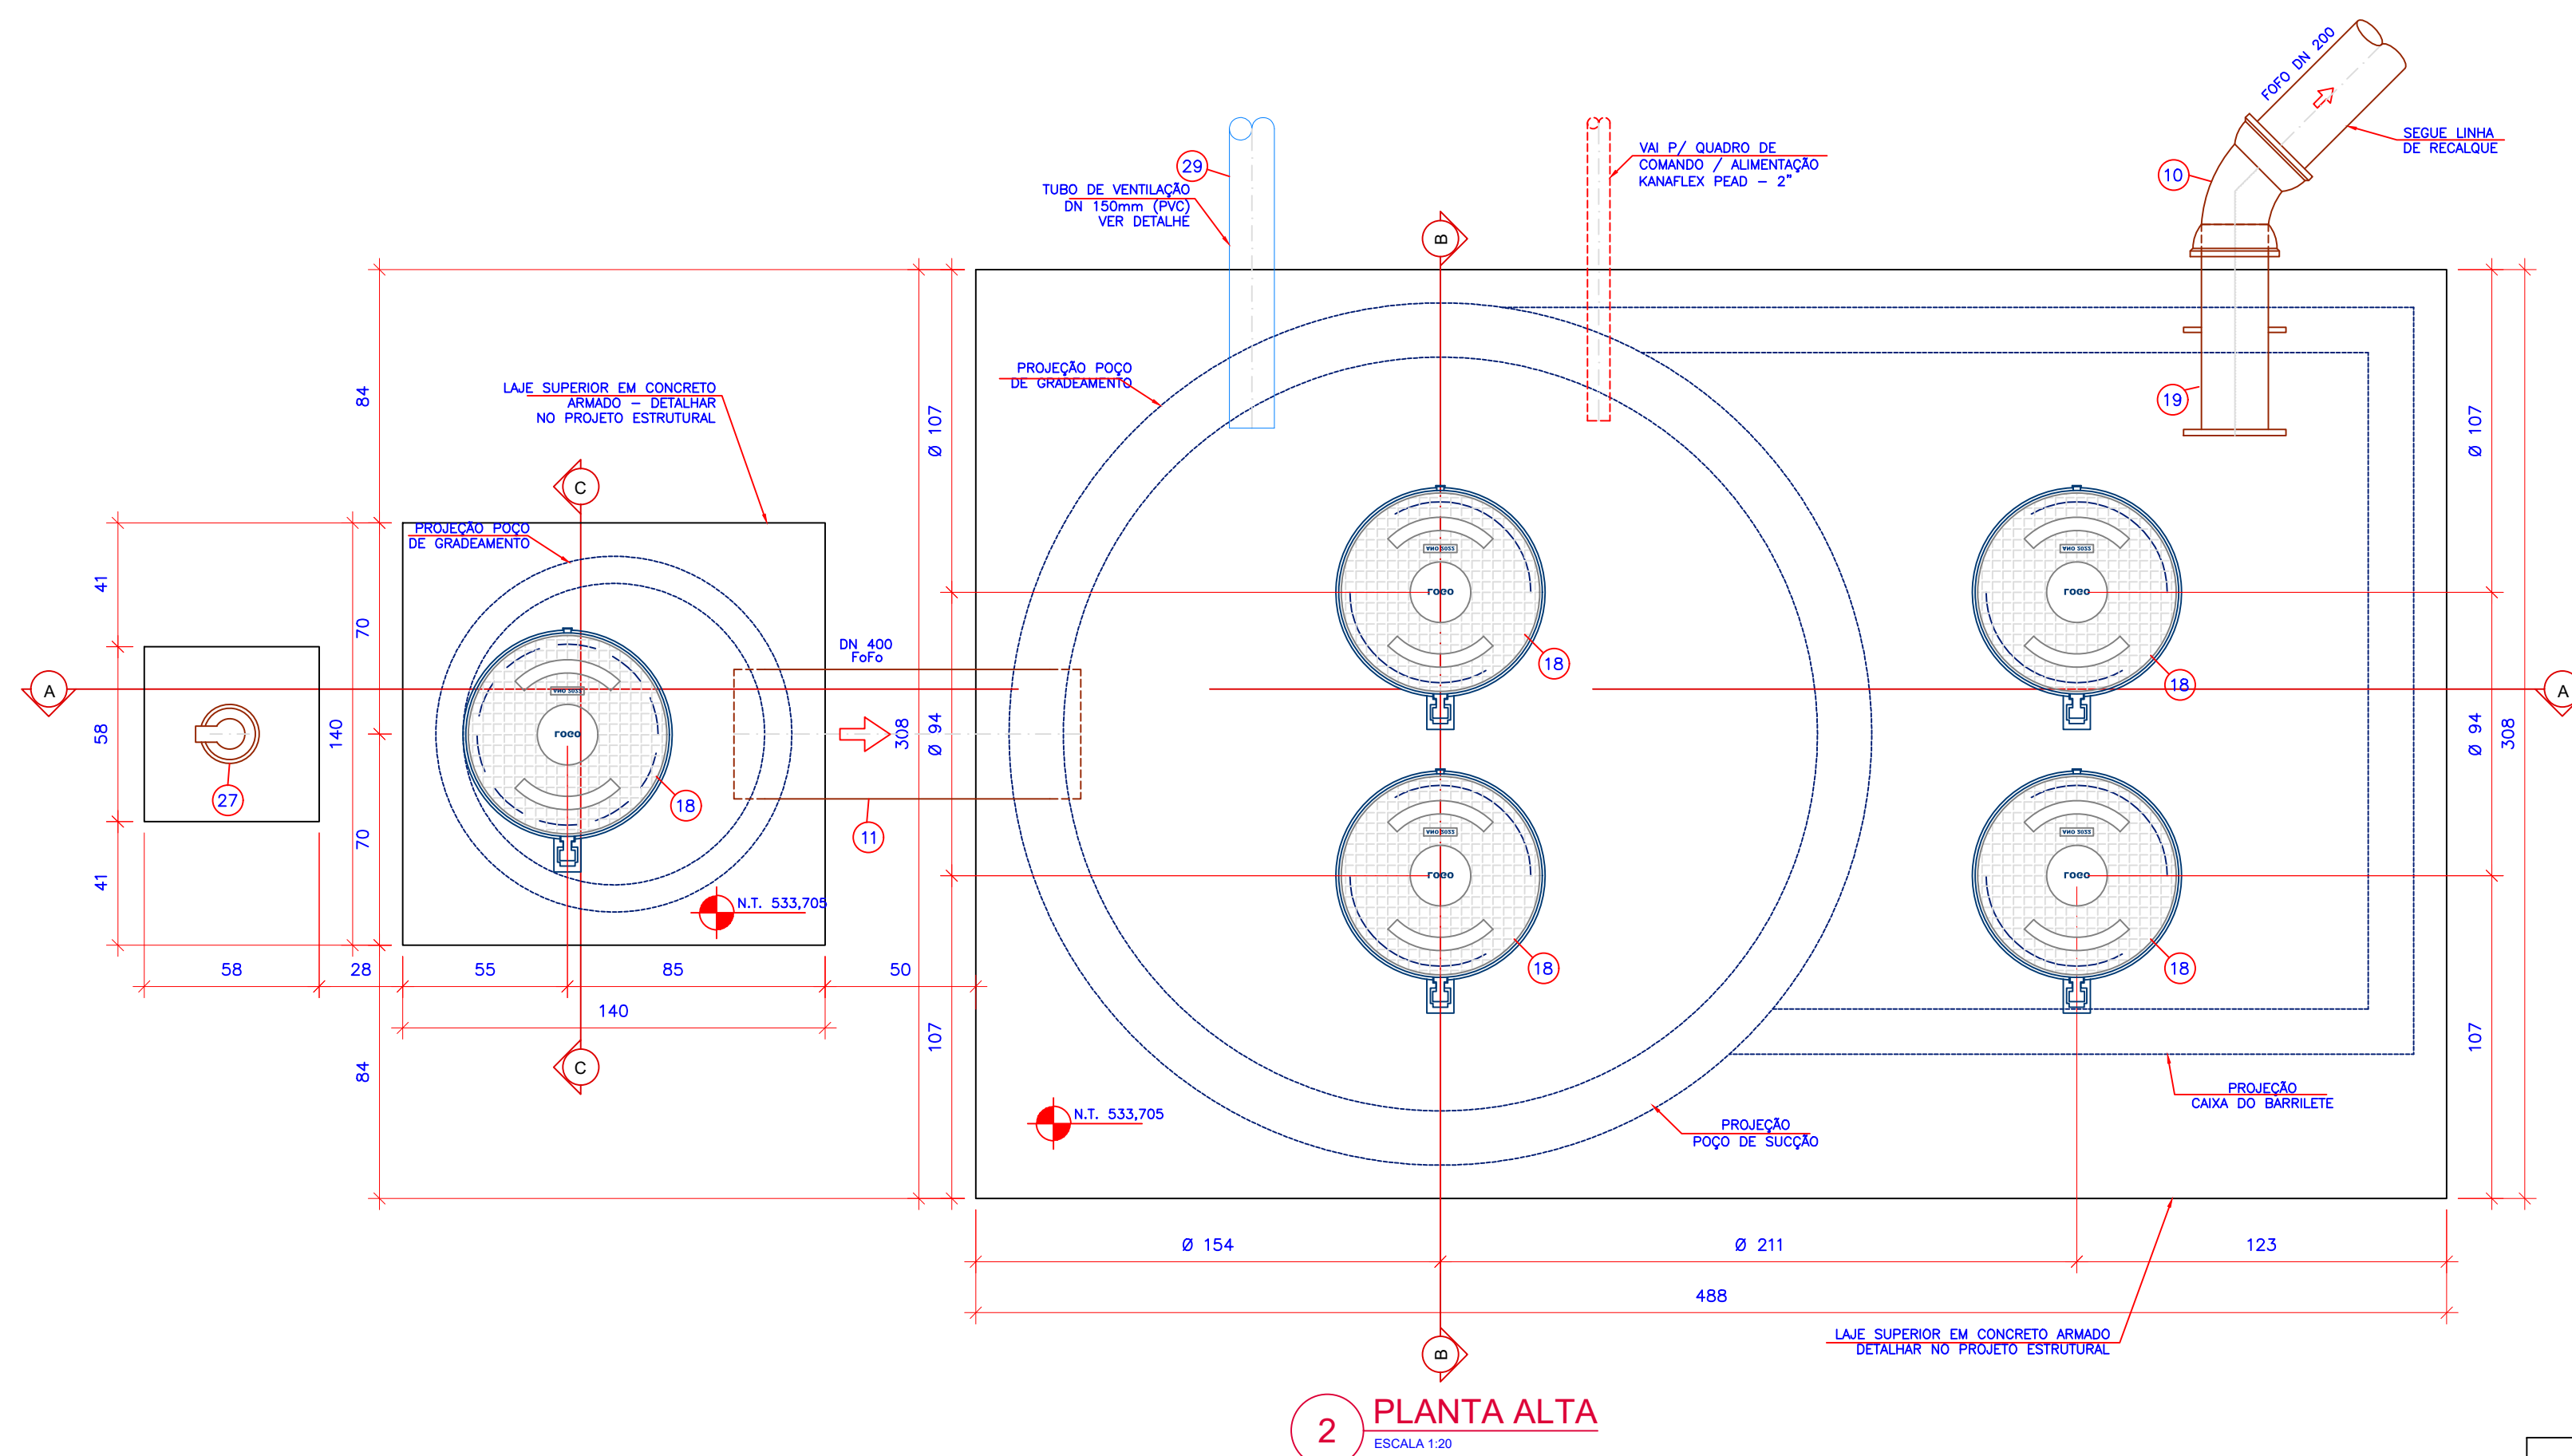 FOFO DN 200
SEGUE LINHA
DE RECALQUE
10
19
VAI P/ QUADRO DE
COMANDO / ALIMENTAÇÃO
KANAFLEX PEAD - 2"
29
TUBO DE VENTILAÇÃO
DN 150mm (PVC)
VER DETALHE
B
PROJEÇÃO POÇO
DE GRADEAMENTO
LAJE SUPERIOR EM CONCRETO
ARMADO - DETALHAR
NO PROJETO ESTRUTURAL
84
Ø 107
Ø 107
C
PROJEÇÃO POÇO
DE GRADEAMENTO
41
70
DN 400
FoFo
18
18
A
A
58
140
308
Ø 94
Ø 94
308
27
18
11
70
41
N.T. 533,705
18
18
58
28
55
85
50
140
C
84
107
107
N.T. 533,705
PROJEÇÃO
CAIXA DO BARRILETE
PROJEÇÃO
POÇO DE SUCÇÃO
Ø 154
Ø 211
123
488
LAJE SUPERIOR EM CONCRETO ARMADO
DETALHAR NO PROJETO ESTRUTURAL
B
2
PLANTA ALTA
ESCALA 1:20